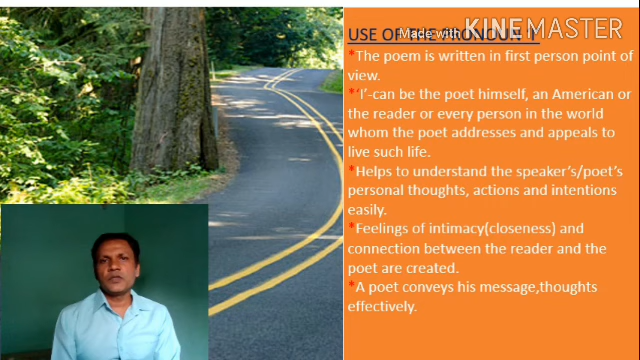 Made with KINEMASTER
USE OF THE PRONOUN 'I'
*The poem is written in first person point of
view.
*'I'-can be the poet himself, an American or
the reader or every person in the world
whom the poet addresses and appeals to
live such life.
*Helps to understand the speaker's/poet's
personal thoughts, actions and intentions
easily.
*Feelings of intimacy(closeness) and
connection between the reader and the
poet are created.
*A poet conveys his message,thoughts
effectively.